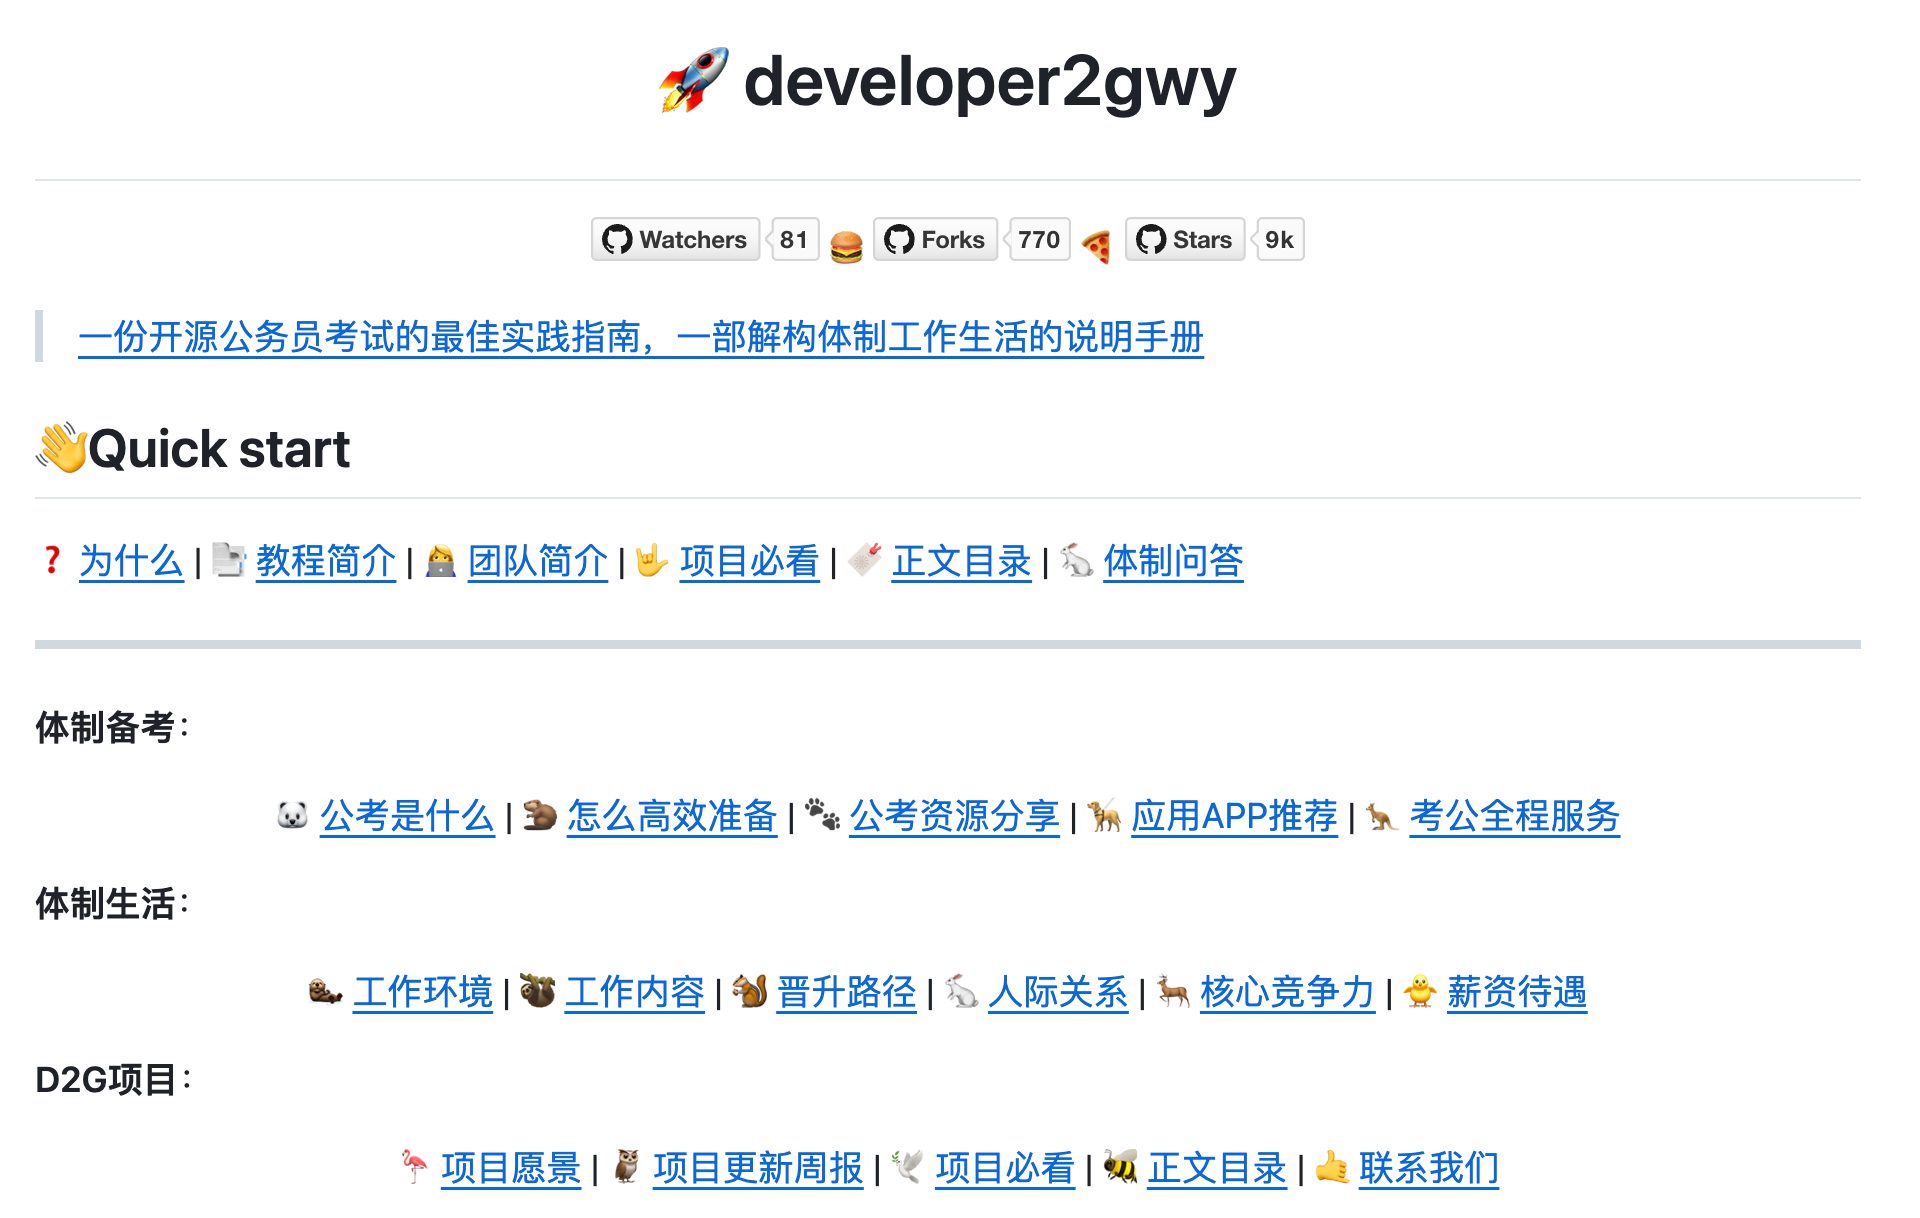 🚀 developer2gwy
Watchers 81 🍔 Forks 770 🍕 Stars 9k
一份开源公务员考试的最佳实践指南，一部解构体制工作生活的说明手册
👋Quick start
❓ 为什么 | 📑 教程简介 | 👩‍💻 团队简介 | 🤟 项目必看 | 🏷 正文目录 | 🐇 体制问答
体制备考：
🐼 公考是什么 | 🦫 怎么高效准备 | 🐾 公考资源分享 | 🦮 应用APP推荐 | 🦘 考公全程服务
体制生活：
🦦 工作环境 | 🦥 工作内容 | 🐿 晋升路径 | 🐇 人际关系 | 🦌 核心竞争力 | 🐥 薪资待遇
D2G项目：
🦩 项目愿景 | 🦉 项目更新周报 | 🕊 项目必看 | 🐝 正文目录 | 🤙 联系我们